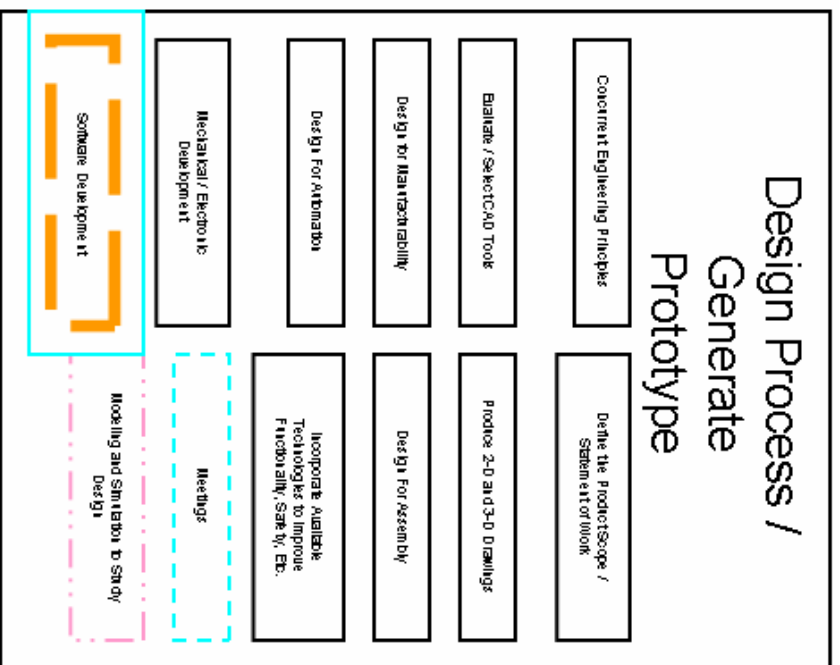 Design Process /
Generate
Prototype
Concurrent Engineering Principles
Define the Product Scope /
Statement of Work
Evaluate / Select CAD Tools
Produce 2-D and 3-D Drawings
Design for Manufacturability
Design For Assembly
Design For Automation
Incorporate Available
Technologies to Improve
Functionality, Safety, Etc.
Mechanical / Electronic
Development
Meetings
Software Development
Modeling and Simulation to Study
Design